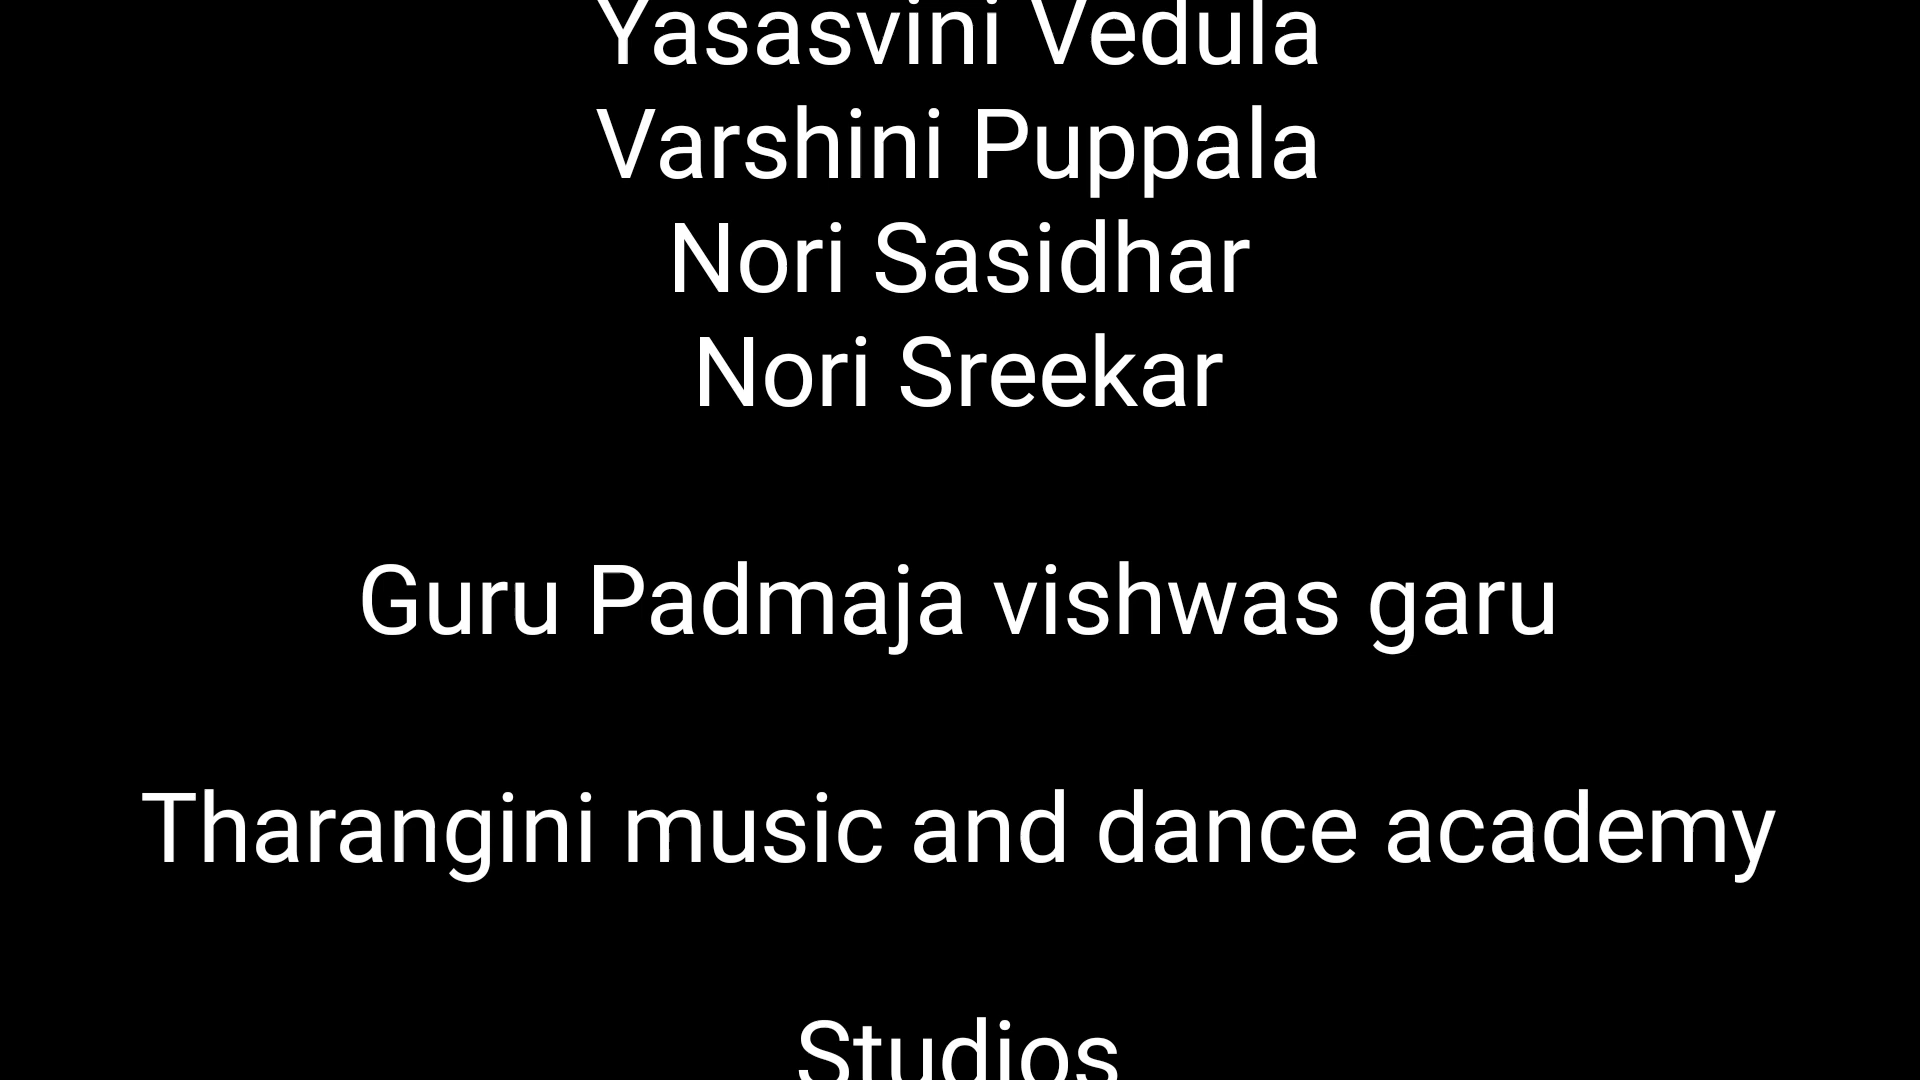 Yasasvini Vedula
Varshini Puppala
Nori Sasidhar
Nori Sreekar
Guru Padmaja vishwas garu
Tharangini music and dance academy
Studios